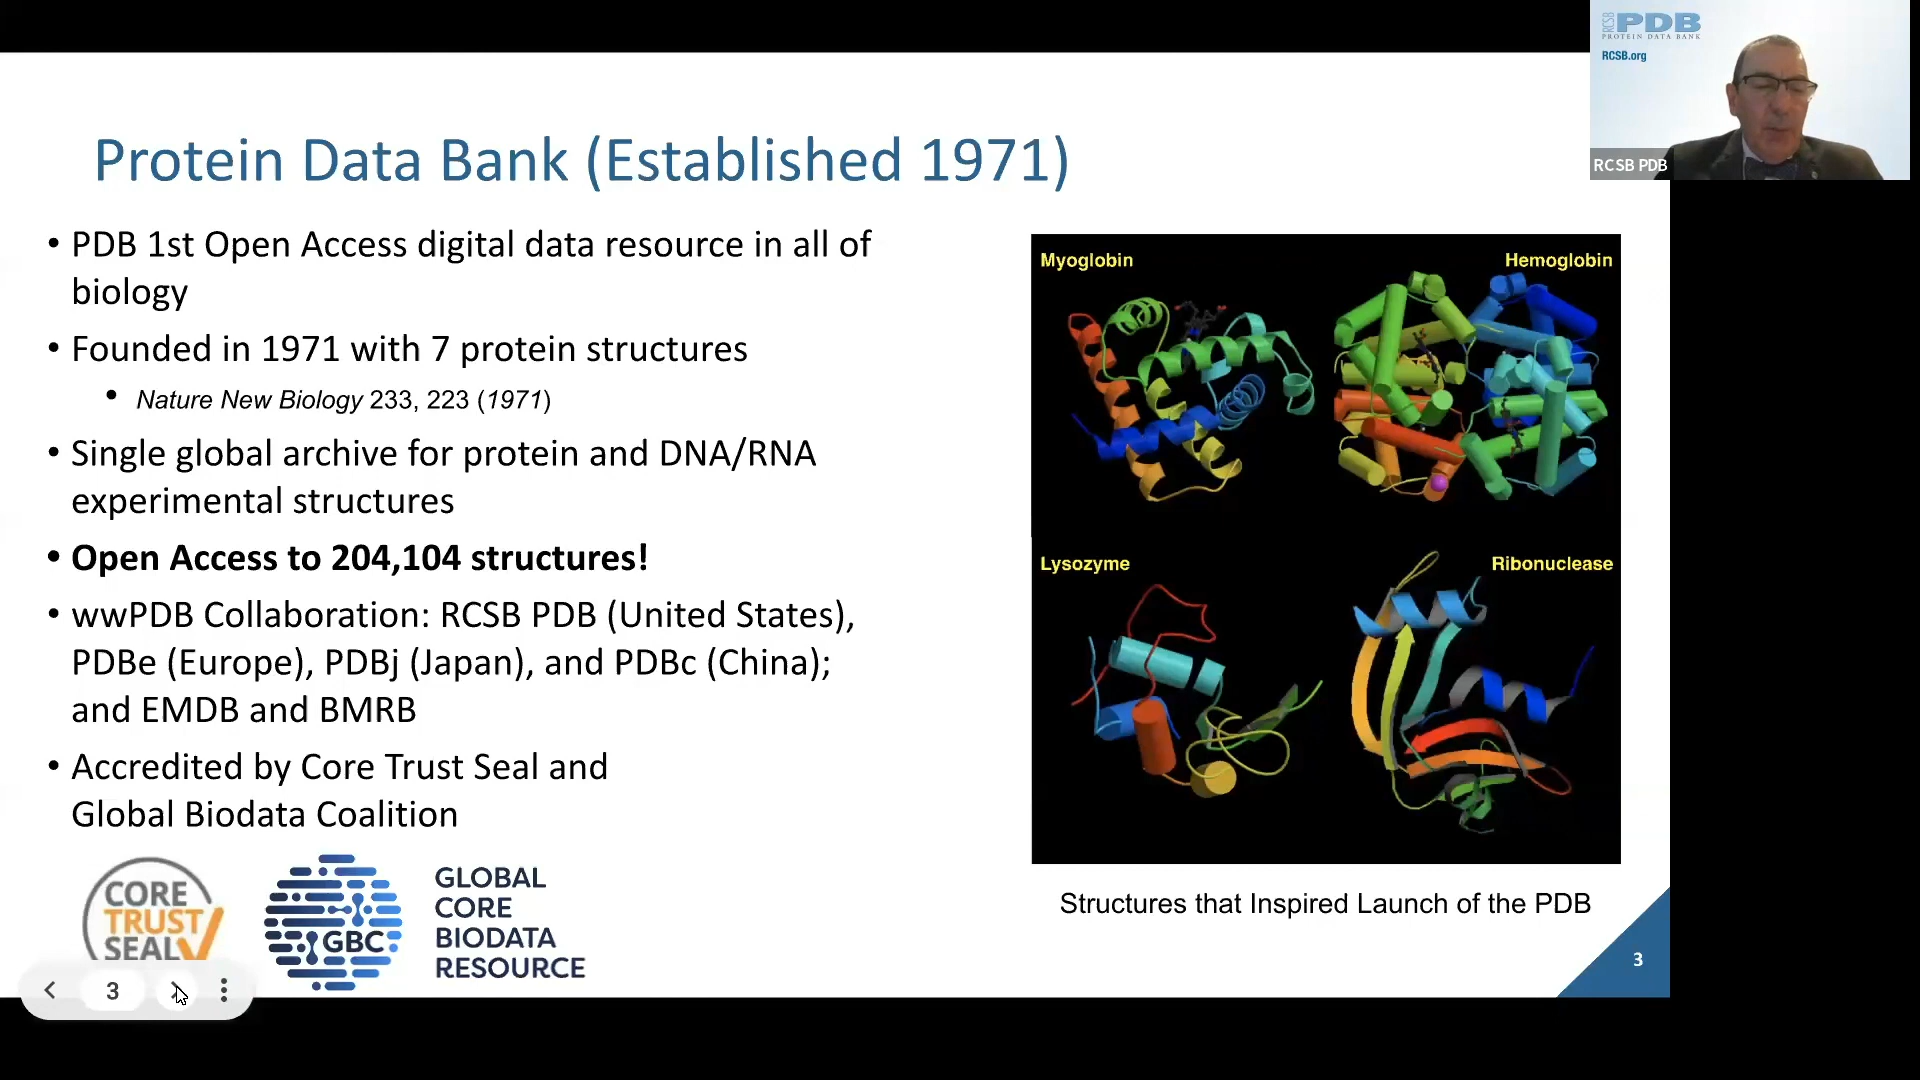 PDB
RCSB
PROTEIN DATA BANK
RCSB.org
RCSB PDB
Protein Data Bank (Established 1971)
• PDB 1st Open Access digital data resource in all of
biology
• Founded in 1971 with 7 protein structures
• Nature New Biology 233, 223 (1971)
• Single global archive for protein and DNA/RNA
experimental structures
• Open Access to 204,104 structures!
• wwPDB Collaboration: RCSB PDB (United States),
PDBe (Europe), PDBj (Japan), and PDBc (China);
and EMDB and BMRB
• Accredited by Core Trust Seal and
Global Biodata Coalition
CORE
TRUST
SEAL
GBC
GLOBAL
CORE
BIODATA
RESOURCE
Myoglobin
Hemoglobin
Lysozyme
Ribonuclease
Structures that Inspired Launch of the PDB
3
3